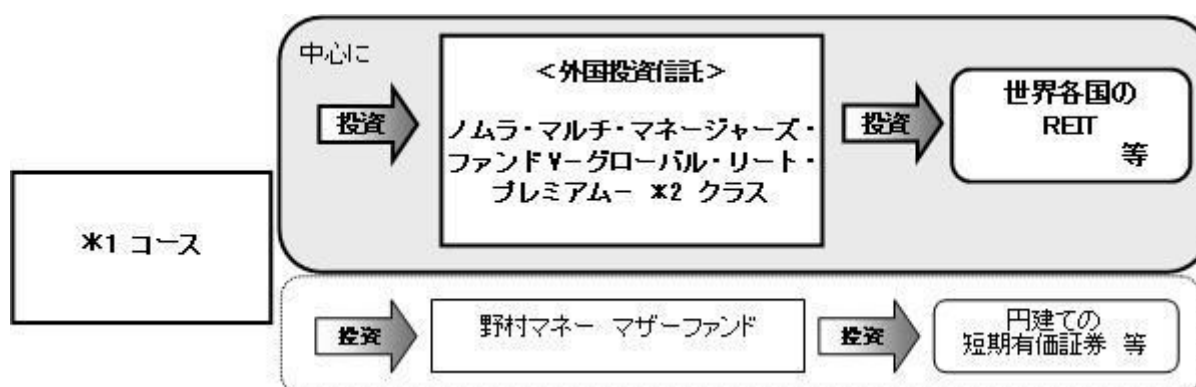 中心に
投資
<外国投資信託>
ノムラ・マルチ・マネージャーズ・
ファンドV-グローバル・リート・
プレミアム- *2 クラス
投資
世界各国の
REIT
等
*1 コース
投資
野村マネー マザーファンド
投資
円建ての
短期有価証券 等